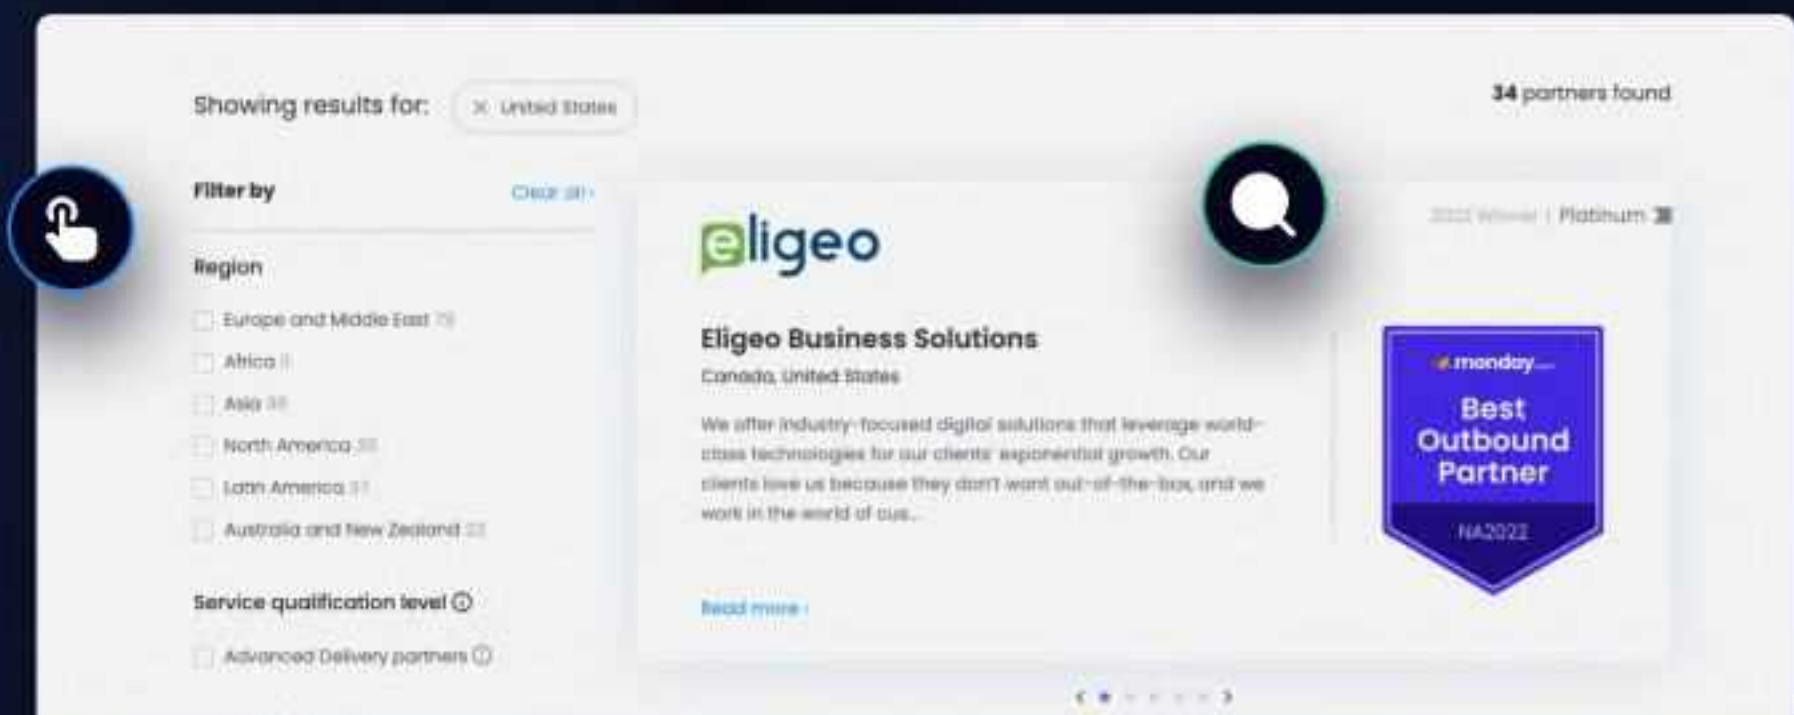 Showing results for: × United States
34 partners found
Filter by
Clear all ›
Region
Europe and Middle East
Africa
Asia
North America
Latin America
Australia and New Zealand
Service qualification level
Advanced Delivery partners
eligeo
2022 Winner | Platinum
Eligeo Business Solutions
Canada, United States
We offer industry-focused digital solutions that leverage world-
class technologies for our clients' exponential growth. Our
clients love us because they don't want out-of-the-box, and we
work in the world of cus...
Read more ›
monday
Best
Outbound
Partner
NA2022